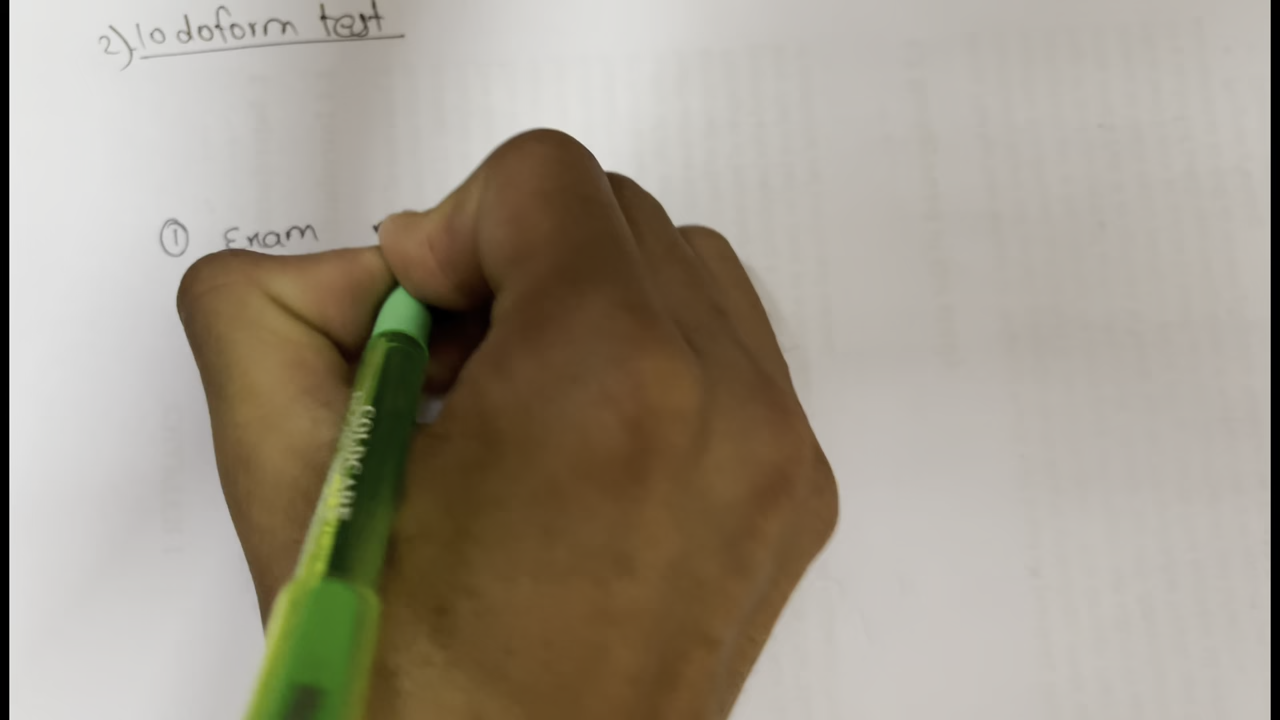 2) Iodoform test
① Exam